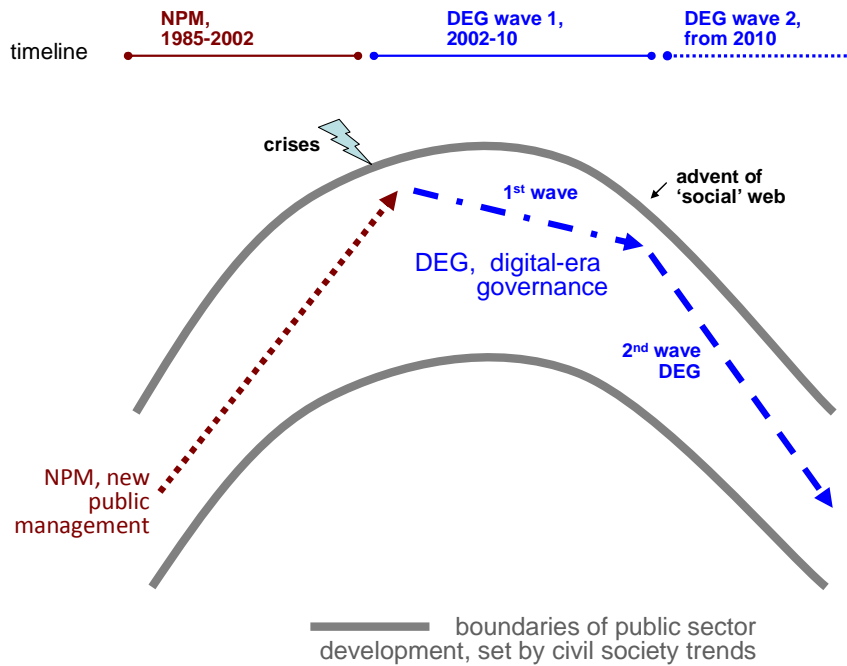 NPM,
1985-2002
DEG wave 1,
2002-10
DEG wave 2,
from 2010
timeline
crises
advent of
‘social’ web
1st wave
DEG, digital-era
governance
2nd wave
DEG
NPM, new
public
management
boundaries of public sector
development, set by civil society trends